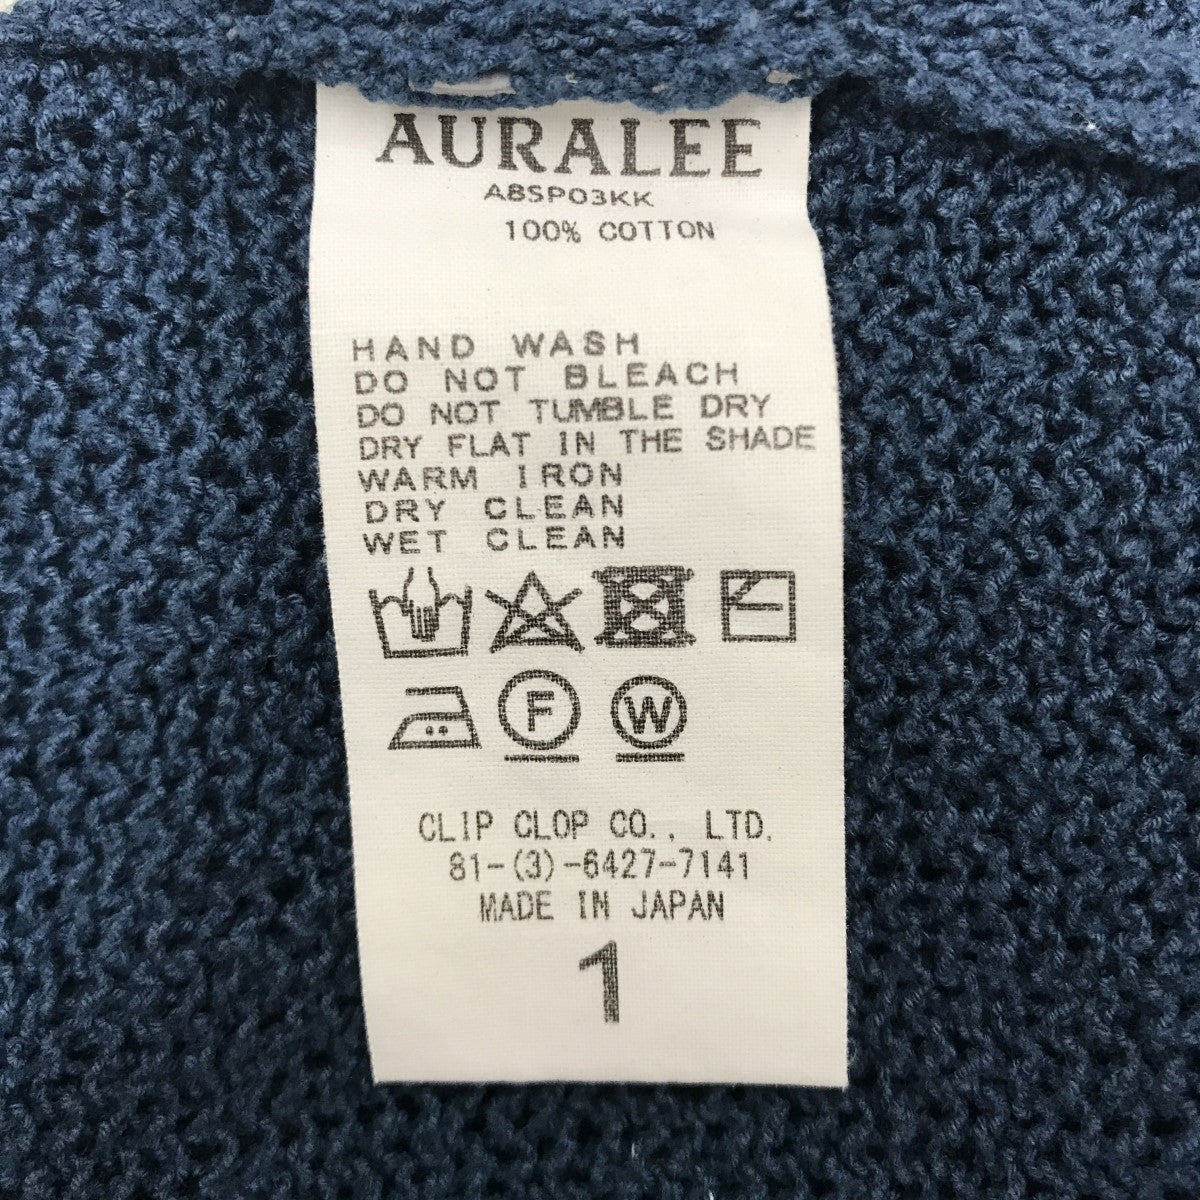 AURALEE
A8SP03KK
100% COTTON
HAND WASH
DO NOT BLEACH
DO NOT TUMBLE DRY
DRY FLAT IN THE SHADE
WARM IRON
DRY CLEAN
WET CLEAN
F W
CLIP CLOP CO., LTD.
81-(3)-6427-7141
MADE IN JAPAN
1